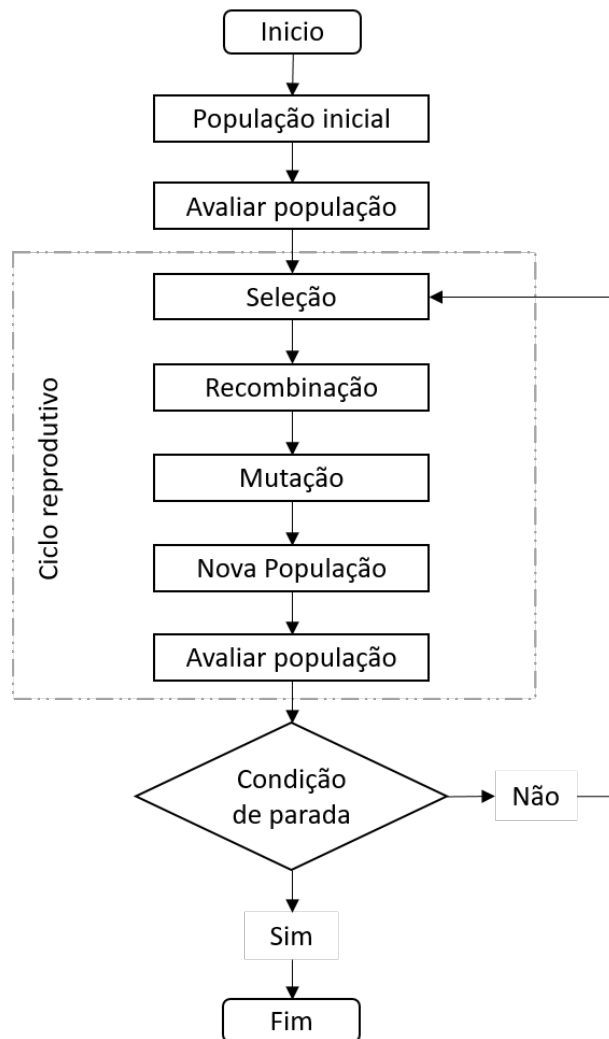 Inicio
População inicial
Avaliar população
Seleção
Recombinação
Ciclo reprodutivo
Mutação
Nova População
Avaliar população
Condição
de parada
Não
Sim
Fim